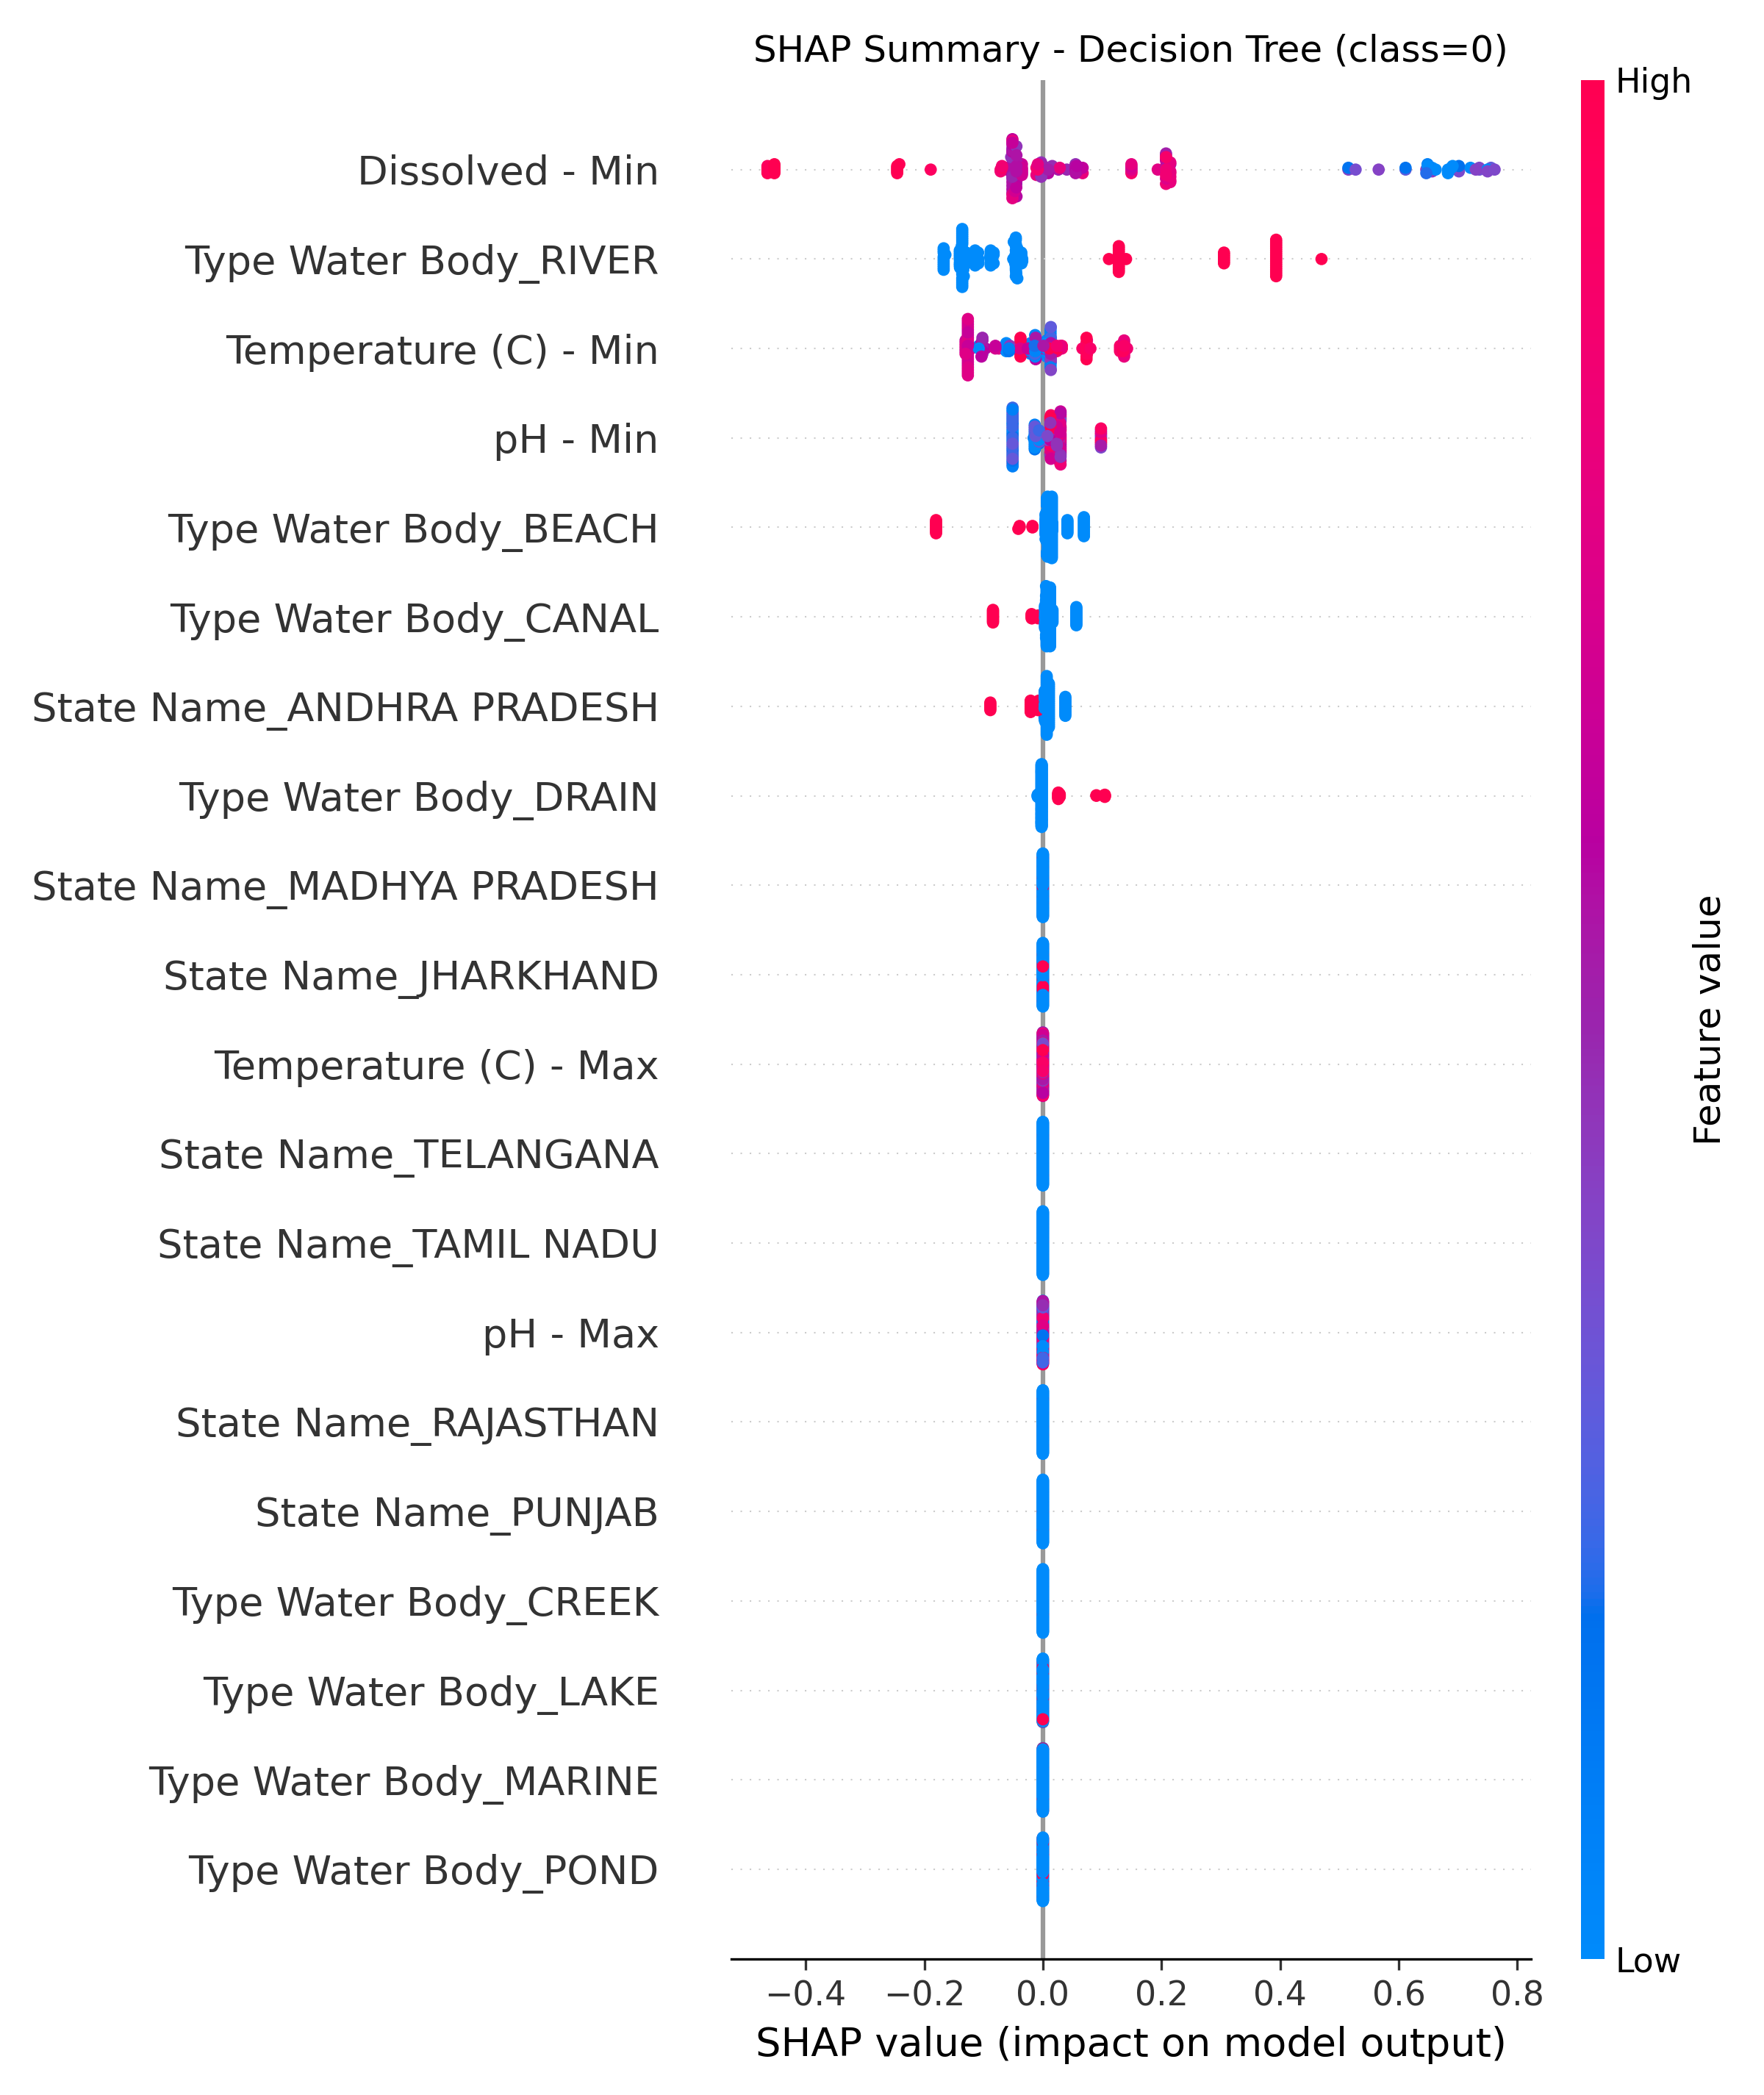 SHAP Summary - Decision Tree (class=0)
High
Dissolved - Min
Type Water Body_RIVER
Temperature (C) - Min
pH - Min
Type Water Body_BEACH
Type Water Body_CANAL
State Name_ANDHRA PRADESH
Type Water Body_DRAIN
State Name_MADHYA PRADESH
State Name_JHARKHAND
Temperature (C) - Max
State Name_TELANGANA
State Name_TAMIL NADU
pH - Max
State Name_RAJASTHAN
State Name_PUNJAB
Type Water Body_CREEK
Type Water Body_LAKE
Type Water Body_MARINE
Type Water Body_POND
Feature value
Low
−0.4 −0.2 0.0 0.2 0.4 0.6 0.8
SHAP value (impact on model output)